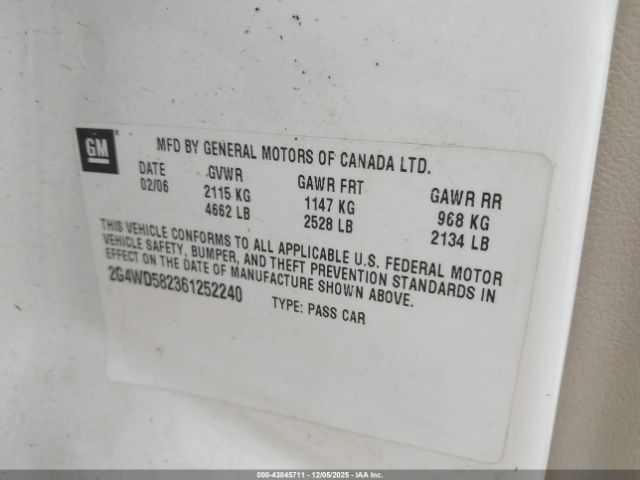 GM
MFD BY GENERAL MOTORS OF CANADA LTD.
DATE GVWR GAWR FRT GAWR RR
02/06 2115 KG 1147 KG 968 KG
4662 LB 2528 LB 2134 LB
THIS VEHICLE CONFORMS TO ALL APPLICABLE U.S. FEDERAL MOTOR
VEHICLE SAFETY, BUMPER, AND THEFT PREVENTION STANDARDS IN
EFFECT ON THE DATE OF MANUFACTURE SHOWN ABOVE.
2G4WD582361252240 TYPE: PASS CAR
000-43845711 - 12/05/2025 - IAA Inc.